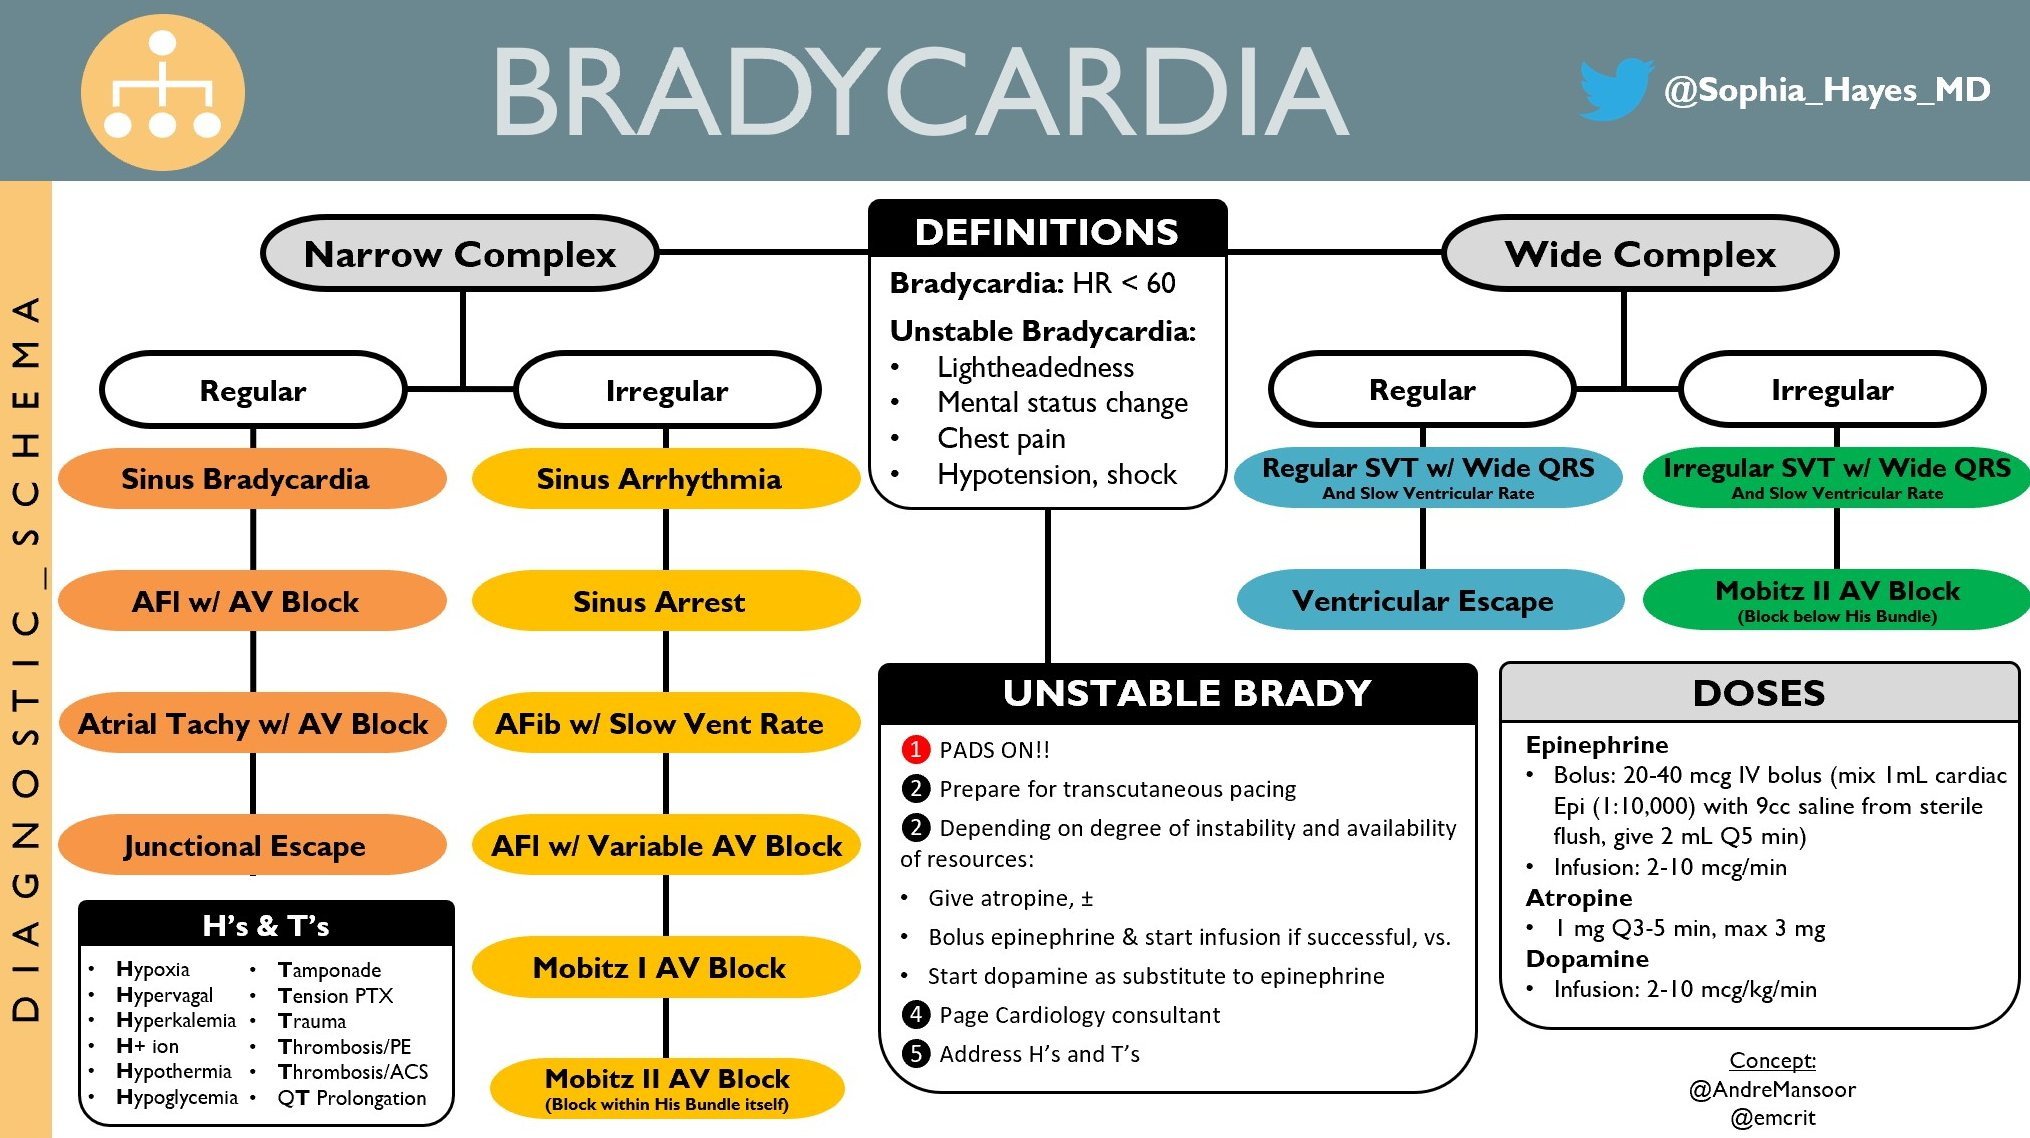 BRADYCARDIA
@Sophia_Hayes_MD
DIAGNOSTIC_SCHEMA
Narrow Complex
Regular
Sinus Bradycardia
AFl w/ AV Block
Atrial Tachy w/ AV Block
Junctional Escape
Irregular
Sinus Arrhythmia
Sinus Arrest
AFib w/ Slow Vent Rate
AFl w/ Variable AV Block
Mobitz I AV Block
Mobitz II AV Block
(Block within His Bundle itself)
H's & T's
• Hypoxia
• Hypervagal
• Hyperkalemia
• H+ ion
• Hypothermia
• Hypoglycemia
• Tamponade
• Tension PTX
• Trauma
• Thrombosis/PE
• Thrombosis/ACS
• QT Prolongation
DEFINITIONS
Bradycardia: HR < 60
Unstable Bradycardia:
• Lightheadedness
• Mental status change
• Chest pain
• Hypotension, shock
Wide Complex
Regular
Regular SVT w/ Wide QRS
And Slow Ventricular Rate
Ventricular Escape
Irregular
Irregular SVT w/ Wide QRS
And Slow Ventricular Rate
Mobitz II AV Block
(Block below His Bundle)
UNSTABLE BRADY
1 PADS ON!!
2 Prepare for transcutaneous pacing
2 Depending on degree of instability and availability
of resources:
• Give atropine, ±
• Bolus epinephrine & start infusion if successful, vs.
• Start dopamine as substitute to epinephrine
4 Page Cardiology consultant
5 Address H's and T's
DOSES
Epinephrine
• Bolus: 20-40 mcg IV bolus (mix 1mL cardiac
Epi (1:10,000) with 9cc saline from sterile
flush, give 2 mL Q5 min)
• Infusion: 2-10 mcg/min
Atropine
• 1 mg Q3-5 min, max 3 mg
Dopamine
• Infusion: 2-10 mcg/kg/min
Concept:
@AndreMansoor
@emcrit